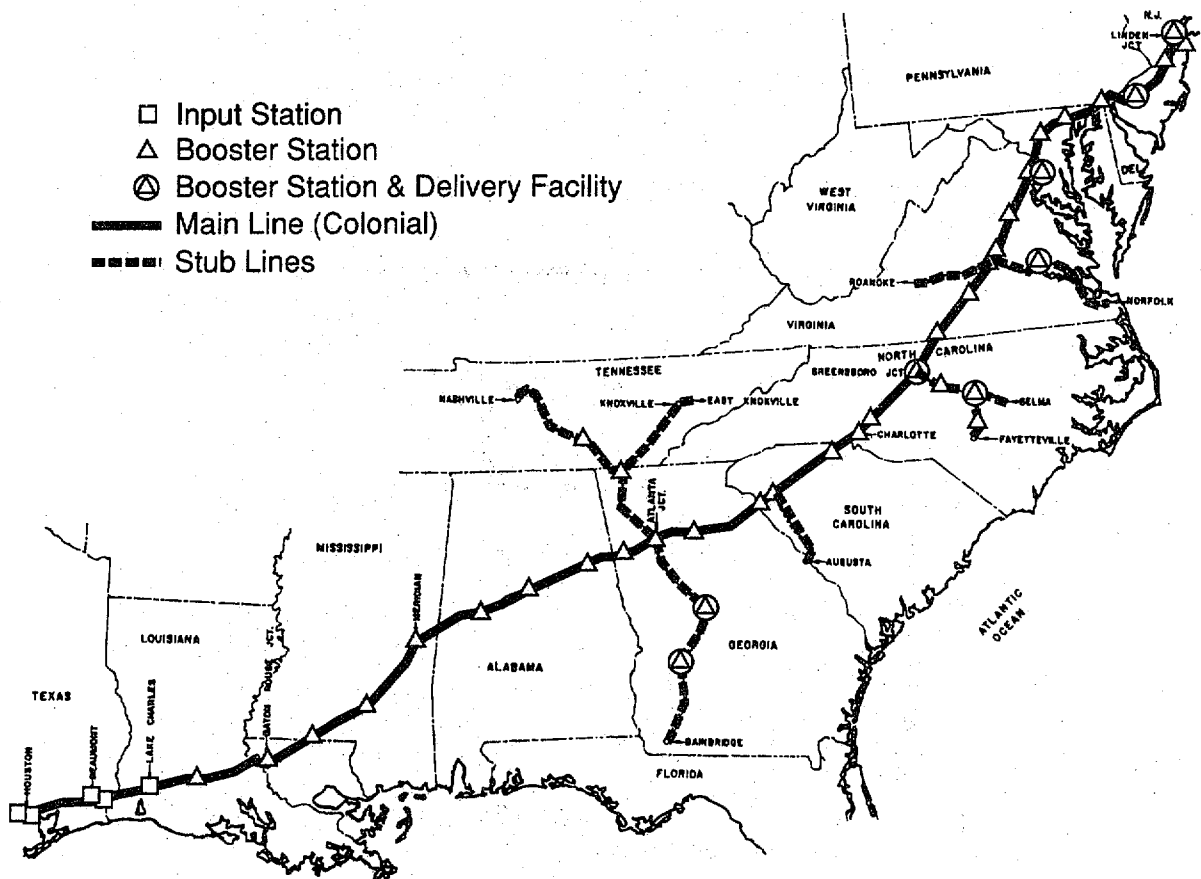 N.J.
LINDEN
JCT.
PENNSYLVANIA
Input Station
Booster Station
Booster Station & Delivery Facility
Main Line (Colonial)
Stub Lines
WEST
VIRGINIA
DEL.
ROANOKE
NORFOLK
VIRGINIA
NORTH
CAROLINA
GREENSBORO JCT.
TENNESSEE
NASHVILLE
KNOXVILLE
EAST KNOXVILLE
SELMA
FAYETTEVILLE
CHARLOTTE
ATLANTA
JCT.
SOUTH
CAROLINA
AUGUSTA
MISSISSIPPI
MERIDIAN
ATLANTIC
OCEAN
LOUISIANA
ALABAMA
GEORGIA
TEXAS
HOUSTON
BEAUMONT
LAKE CHARLES
BATON ROUGE JCT.
BAINBRIDGE
FLORIDA